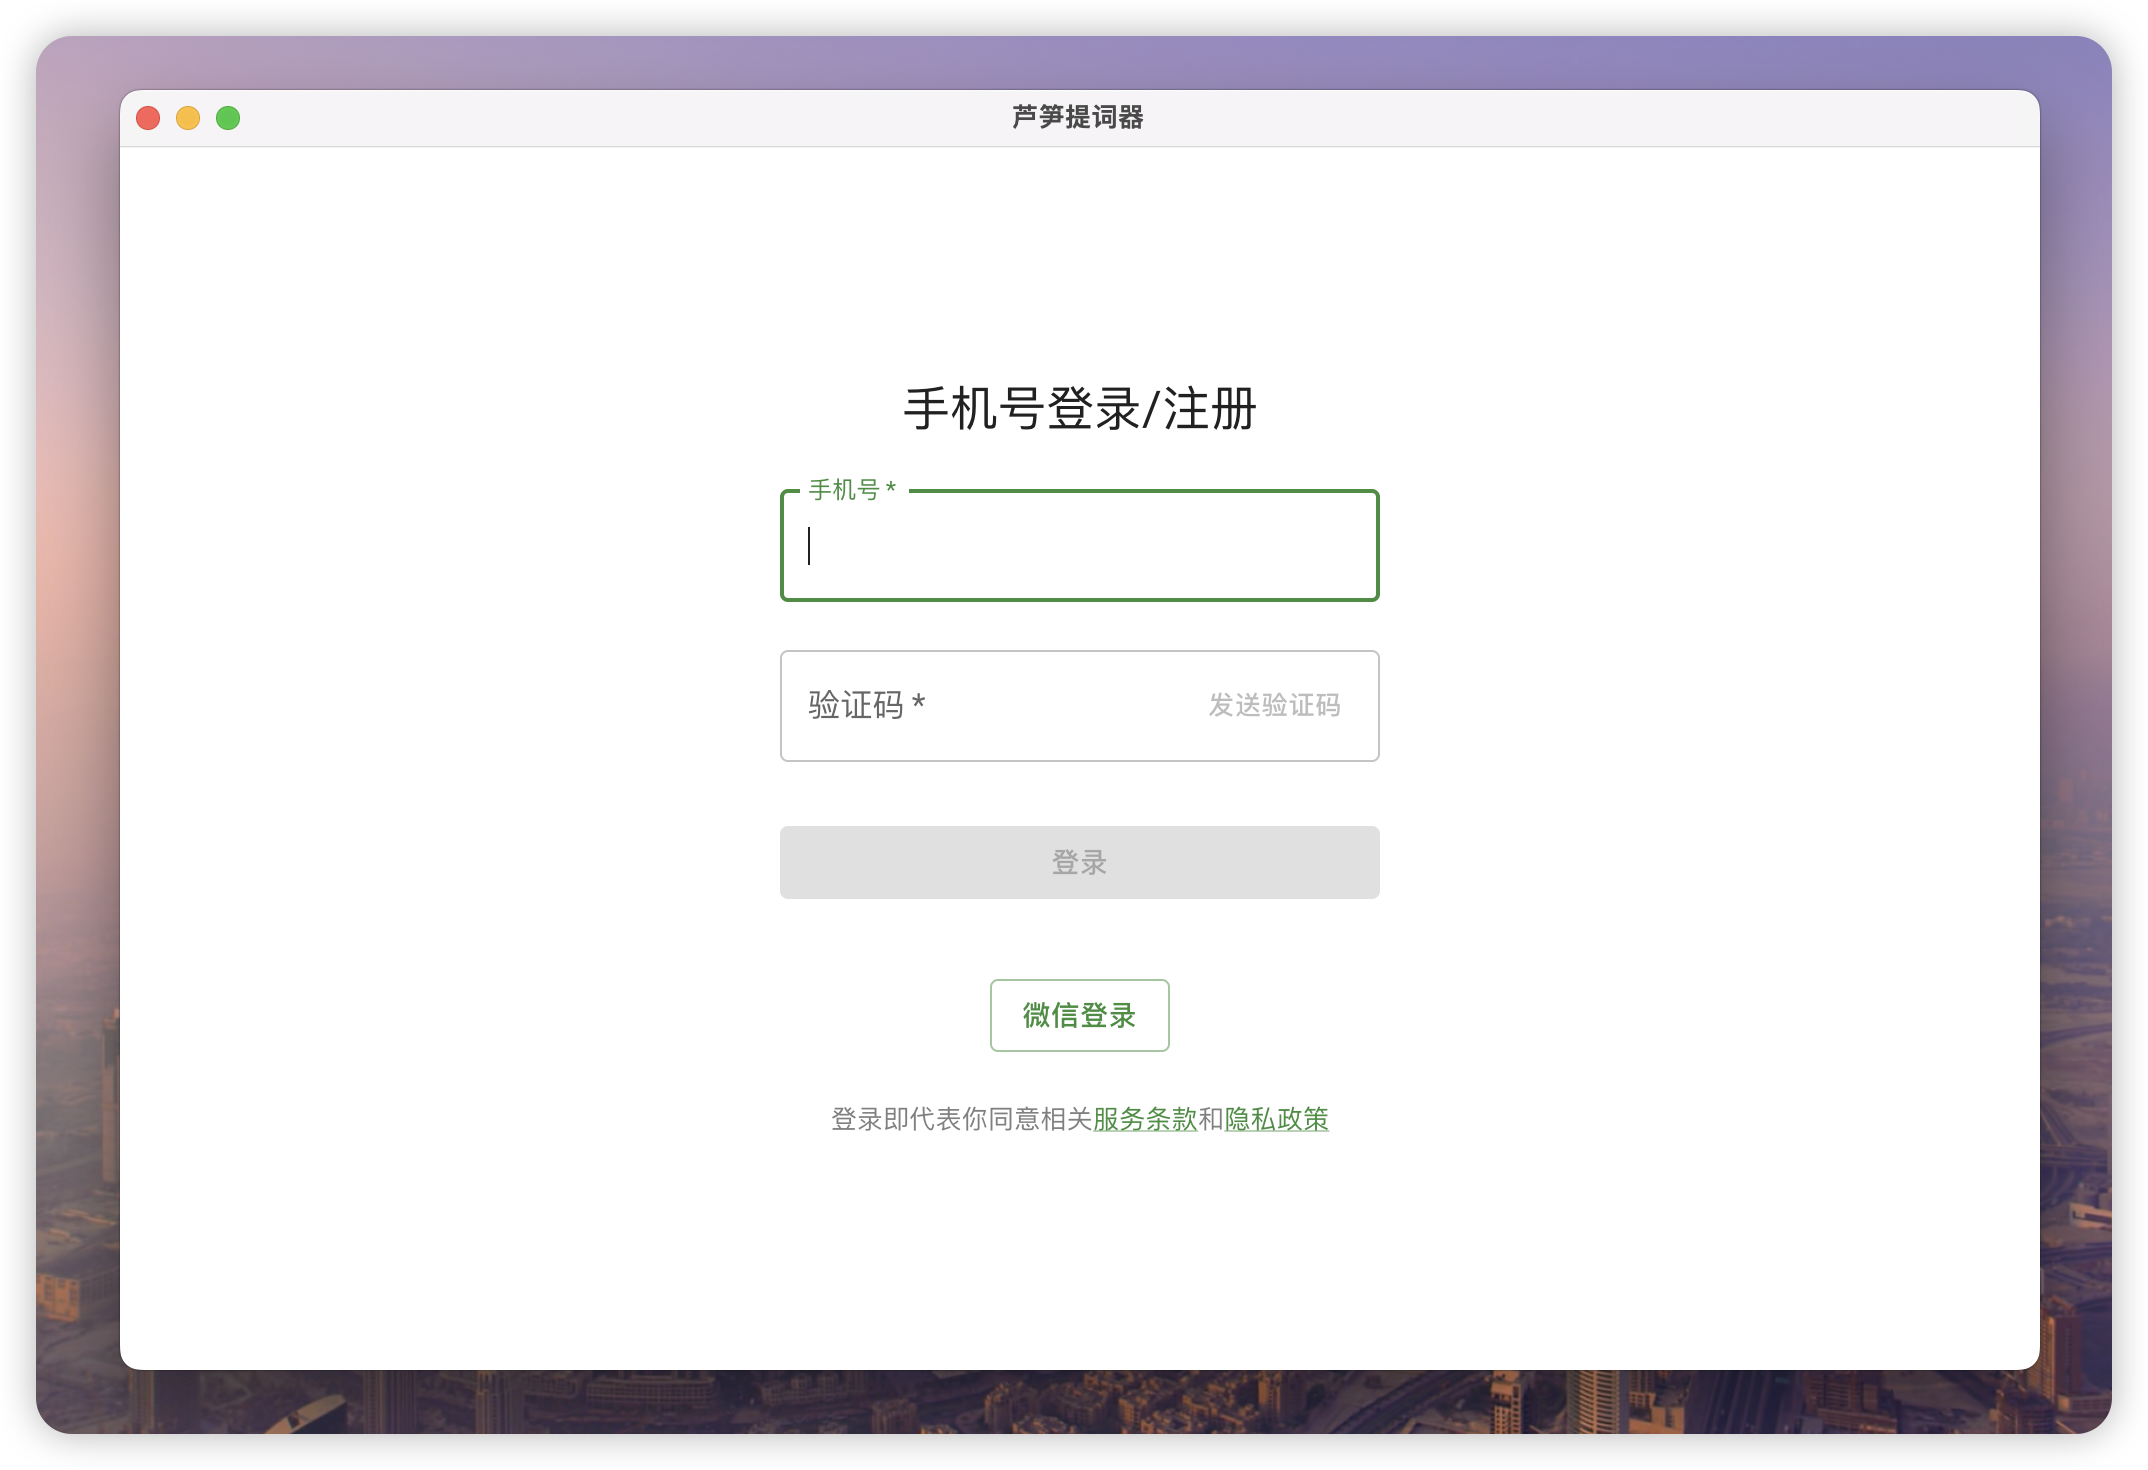 芦笋提词器
手机号登录/注册
手机号 *
验证码 *
发送验证码
登录
微信登录
登录即代表你同意相关服务条款和隐私政策